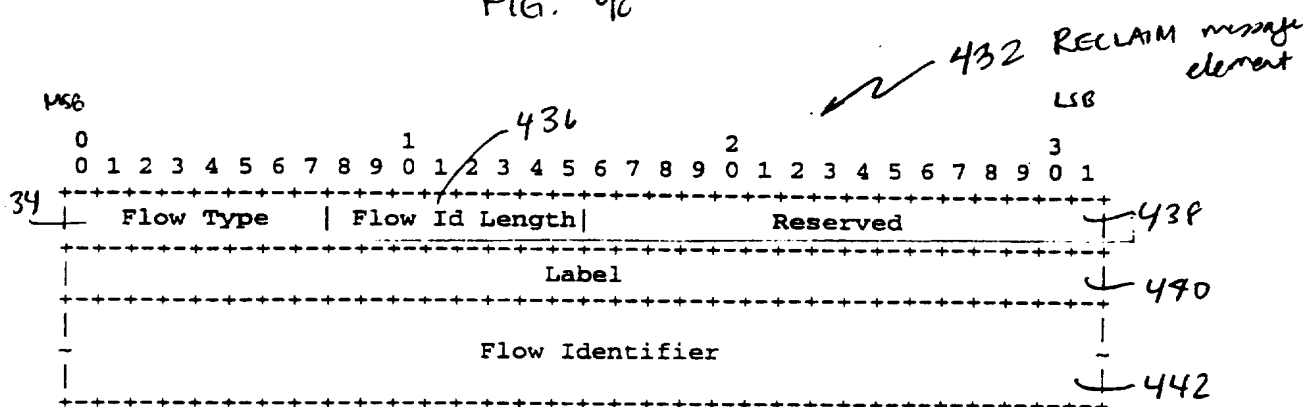 FIG.
432 RECLAIM message
element
MSB LSB
436
0 1 2 3
0 1 2 3 4 5 6 7 8 9 0 1 2 3 4 5 6 7 8 9 0 1 2 3 4 5 6 7 8 9 0 1
+-+-+-+-+-+-+-+-+-+-+-+-+-+-+-+-+-+-+-+-+-+-+-+-+-+-+-+-+-+-+-+-+
34 Flow Type | Flow Id Length| Reserved 438
+-+-+-+-+-+-+-+-+-+-+-+-+-+-+-+-+-+-+-+-+-+-+-+-+-+-+-+-+-+-+-+-+
| Label 440
+-+-+-+-+-+-+-+-+-+-+-+-+-+-+-+-+-+-+-+-+-+-+-+-+-+-+-+-+-+-+-+-+
| |
~ Flow Identifier ~
| 442
+-+-+-+-+-+-+-+-+-+-+-+-+-+-+-+-+-+-+-+-+-+-+-+-+-+-+-+-+-+-+-+-+